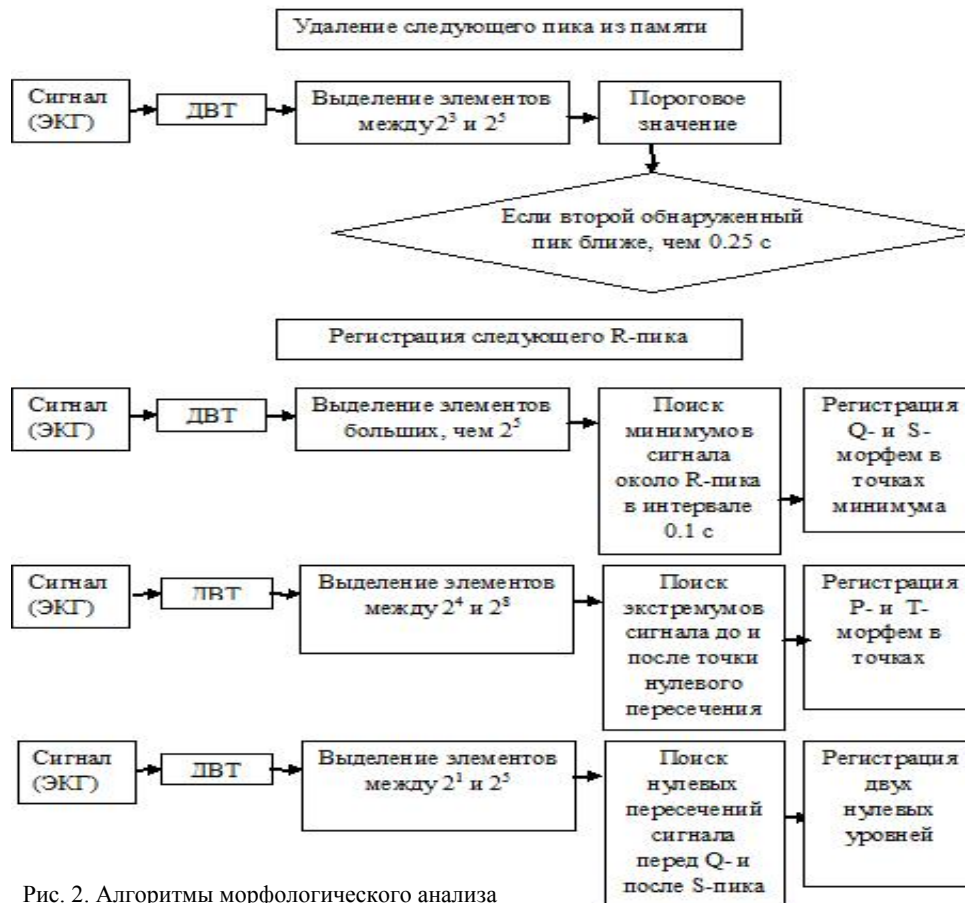 Удаление следующего пика из памяти
Сигнал
(ЭКГ)
ДВТ
Выделение элементов
между 2³ и 2⁵
Пороговое
значение
Если второй обнаруженный
пик ближе, чем 0.25 с
Регистрация следующего R-пика
Сигнал
(ЭКГ)
ДВТ
Выделение элементов
больших, чем 2⁵
Поиск
минимумов
сигнала
около R-пика
в интервале
0.1 с
Регистрация
Q- и S-
морфем в
точках
минимума
Сигнал
(ЭКГ)
ДВТ
Выделение элементов
между 2⁴ и 2⁸
Поиск
экстремумов
сигнала до и
после точки
нулевого
пересечения
Регистрация
P- и T-
морфем в
точках
Сигнал
(ЭКГ)
ДВТ
Выделение элементов
между 2¹ и 2⁵
Поиск
нулевых
пересечений
сигнала
перед Q- и
после S-пика
Регистрация
двух
нулевых
уровней
Рис. 2. Алгоритмы морфологического анализа